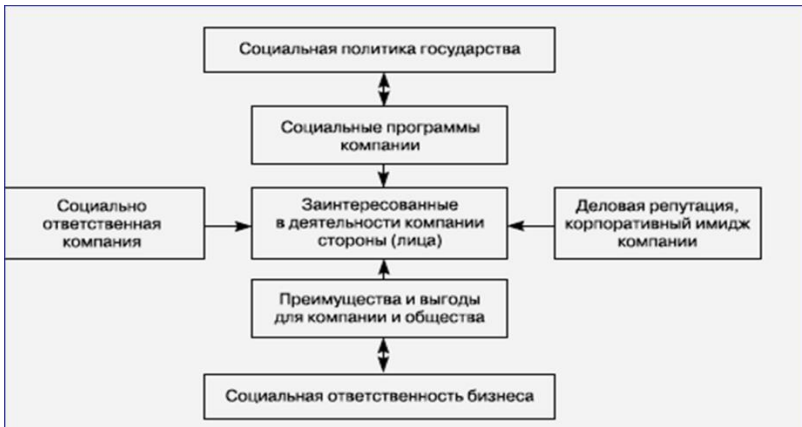 Социальная политика государства
Социальные программы
компании
Социально
ответственная
компания
Заинтересованные
в деятельности компании
стороны (лица)
Деловая репутация,
корпоративный имидж
компании
Преимущества и выгоды
для компании и общества
Социальная ответственность бизнеса